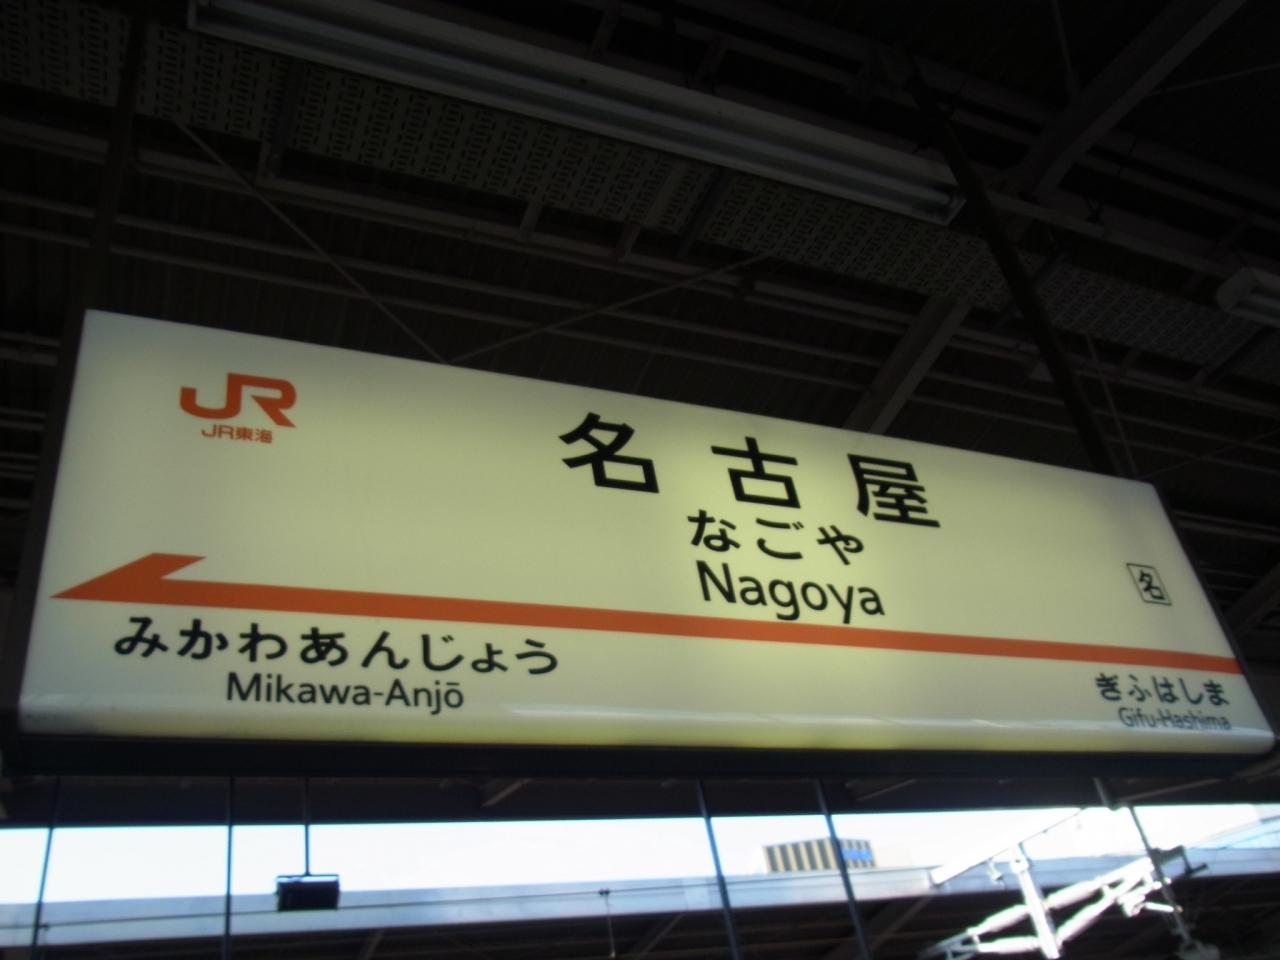 JR
JR東海
名古屋
なごや
Nagoya
名
みかわあんじょう
Mikawa-Anjō
ぎふはしま
Gifu-Hashima